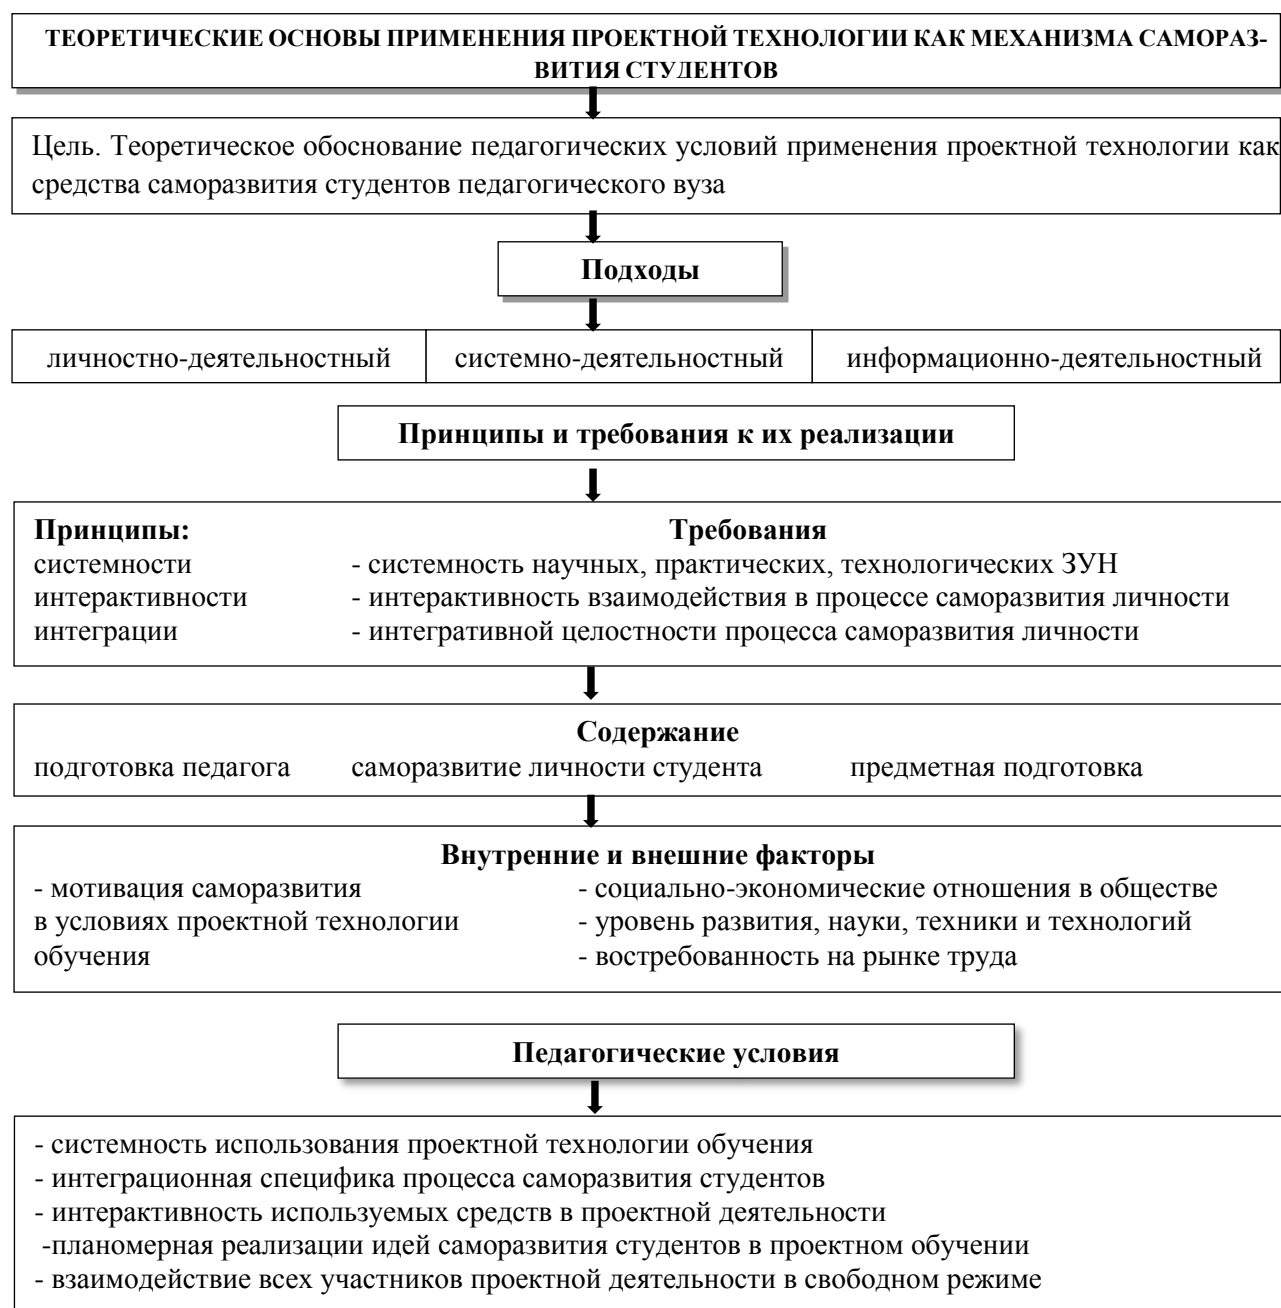 ТЕОРЕТИЧЕСКИЕ ОСНОВЫ ПРИМЕНЕНИЯ ПРОЕКТНОЙ ТЕХНОЛОГИИ КАК МЕХАНИЗМА САМОРАЗ-
ВИТИЯ СТУДЕНТОВ
Цель. Теоретическое обоснование педагогических условий применения проектной технологии как
средства саморазвития студентов педагогического вуза
Подходы
личностно-деятельностный системно-деятельностный информационно-деятельностный
Принципы и требования к их реализации
Принципы: Требования
системности - системность научных, практических, технологических ЗУН
интерактивности - интерактивность взаимодействия в процессе саморазвития личности
интеграции - интегративной целостности процесса саморазвития личности
Содержание
подготовка педагога саморазвитие личности студента предметная подготовка
Внутренние и внешние факторы
- мотивация саморазвития - социально-экономические отношения в обществе
в условиях проектной технологии - уровень развития, науки, техники и технологий
обучения - востребованность на рынке труда
Педагогические условия
- системность использования проектной технологии обучения
- интеграционная специфика процесса саморазвития студентов
- интерактивность используемых средств в проектной деятельности
-планомерная реализации идей саморазвития студентов в проектном обучении
- взаимодействие всех участников проектной деятельности в свободном режиме